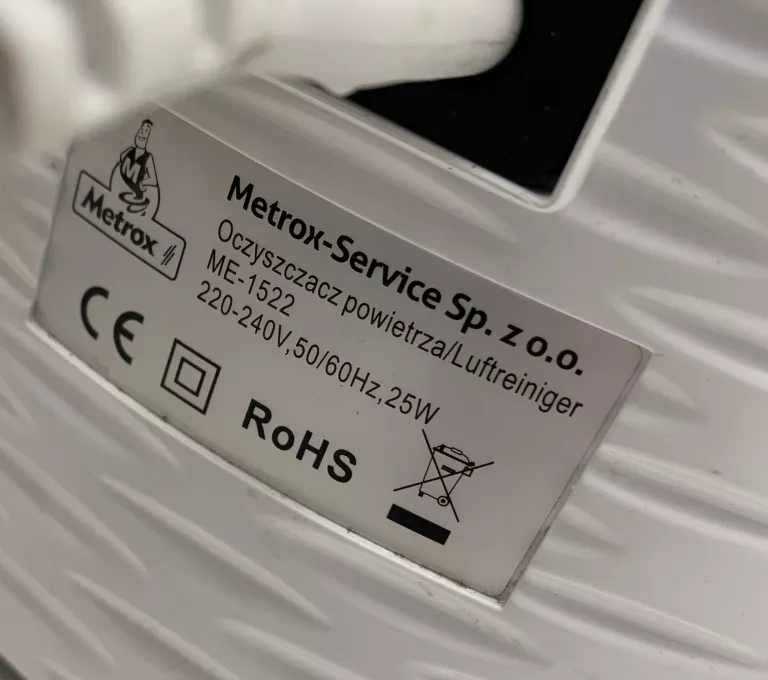 M
Metrox
Metrox-Service Sp. z o.o.
Oczyszczacz powietrza/Luftreiniger
ME-1522
220-240V,50/60Hz,25W
CE
RoHS